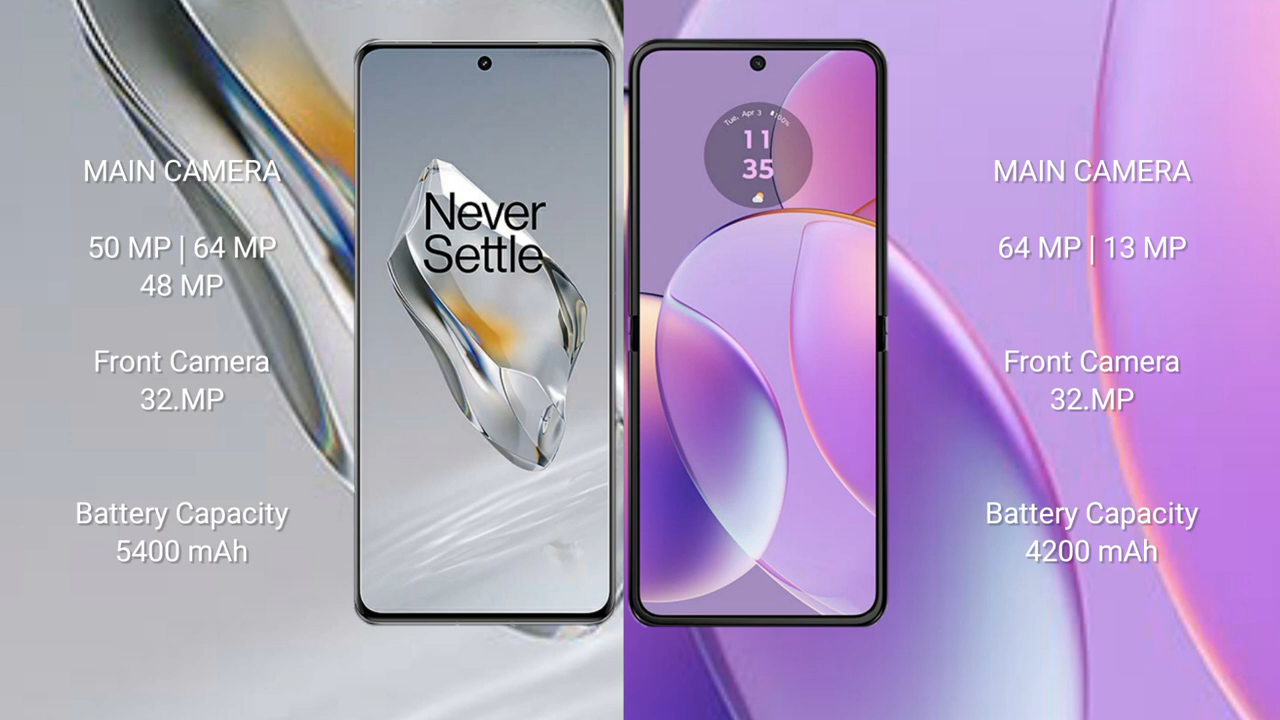 MAIN CAMERA
50 MP | 64 MP
48 MP
Front Camera
32.MP
Battery Capacity
5400 mAh
Never
Settle
Tue, Apr 3 100%
11
35
MAIN CAMERA
64 MP | 13 MP
Front Camera
32.MP
Battery Capacity
4200 mAh